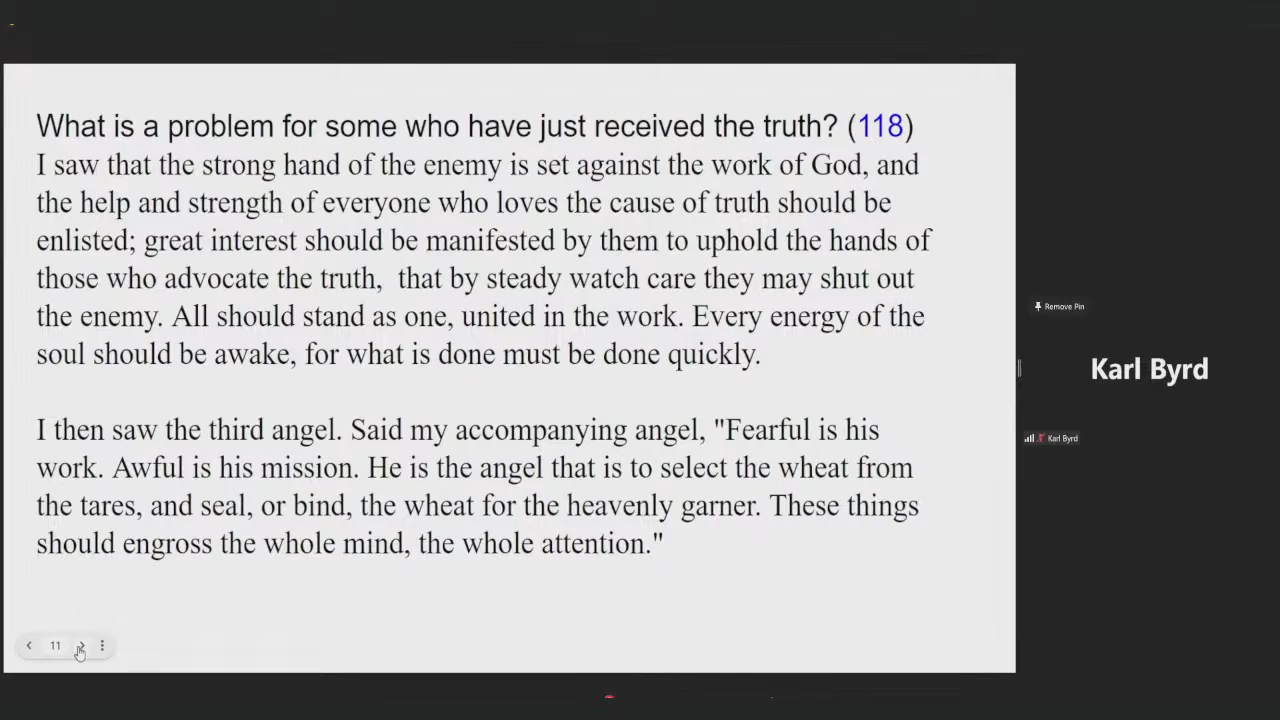 What is a problem for some who have just received the truth? (118)
I saw that the strong hand of the enemy is set against the work of God, and
the help and strength of everyone who loves the cause of truth should be
enlisted; great interest should be manifested by them to uphold the hands of
those who advocate the truth,  that by steady watch care they may shut out
the enemy. All should stand as one, united in the work. Every energy of the
soul should be awake, for what is done must be done quickly.
I then saw the third angel. Said my accompanying angel, "Fearful is his
work. Awful is his mission. He is the angel that is to select the wheat from
the tares, and seal, or bind, the wheat for the heavenly garner. These things
should engross the whole mind, the whole attention."
11
Remove Pin
Karl Byrd
Karl Byrd